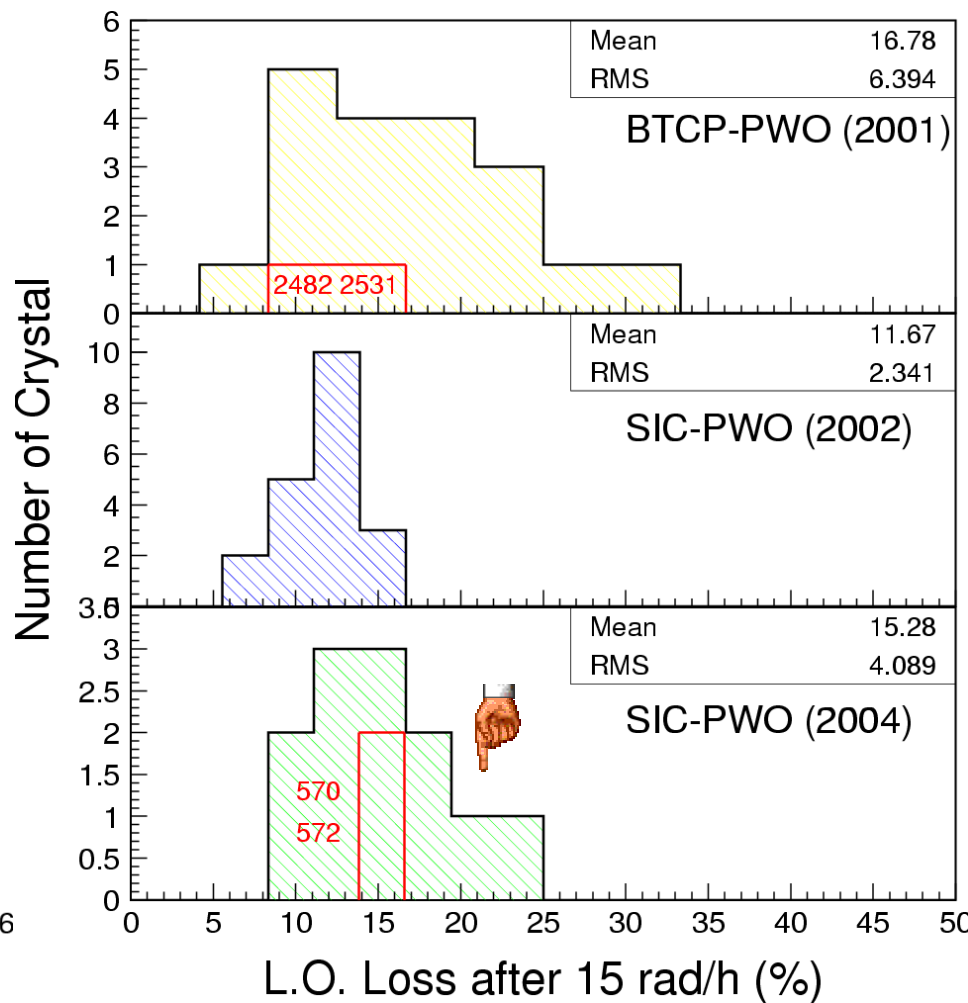 6
5
4
3
2
1
0
Mean 16.78
RMS 6.394
BTCP-PWO (2001)
2482 2531
10
8
6
4
2
Mean 11.67
RMS 2.341
SIC-PWO (2002)
Number of Crystal
3
2.5
2
1.5
1
0.5
0
Mean 15.28
RMS 4.089
SIC-PWO (2004)
570
572
6
0 5 10 15 20 25 30 35 40 45 50
L.O. Loss after 15 rad/h (%)